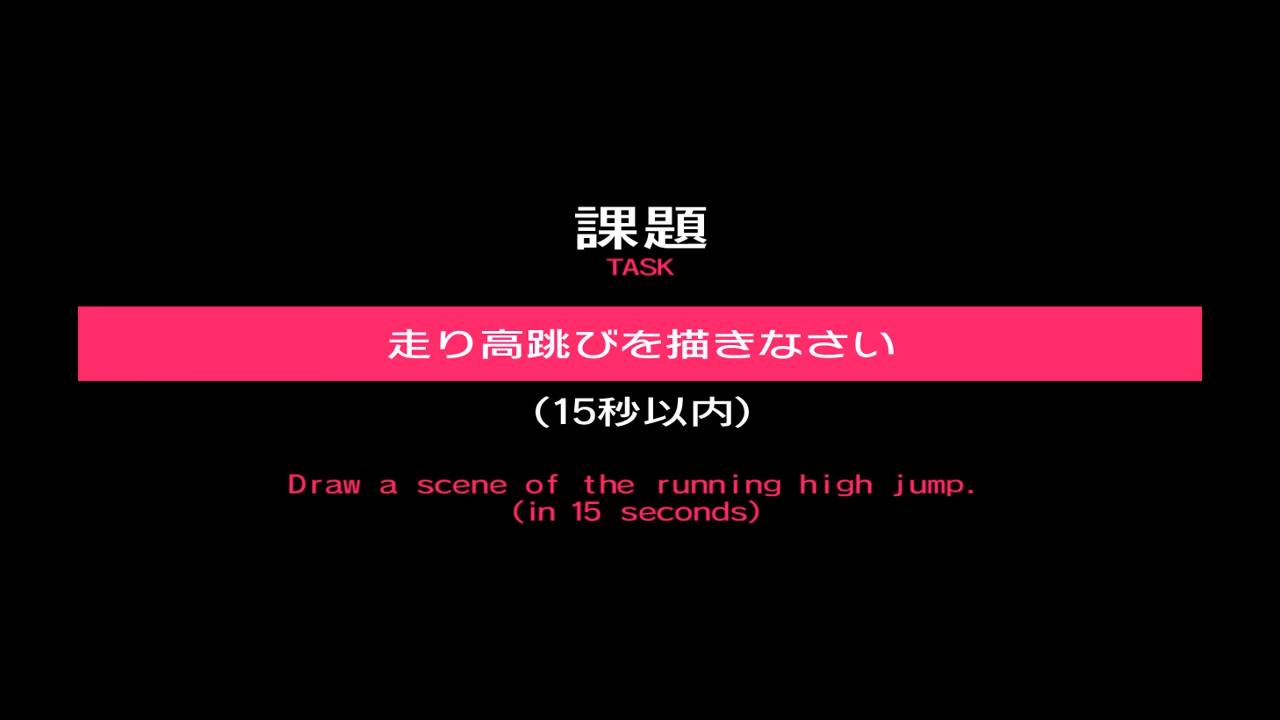 課題
TASK
走り高跳びを描きなさい
(15秒以内)
Draw a scene of the running high jump.
(in 15 seconds)